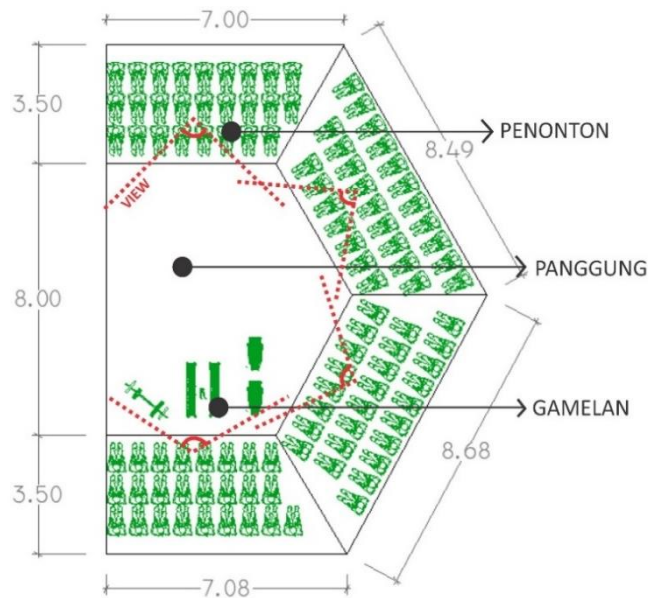 7.00
3.50
PENONTON
8.49
VIEW
PANGGUNG
8.00
GAMELAN
8.68
3.50
7.08